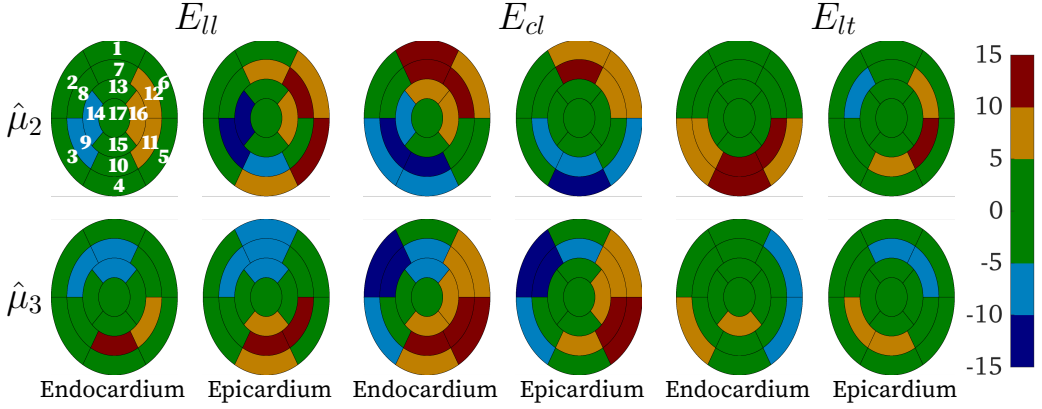 E_ll E_cl E_lt
1
2 7 6
8 13 12
14 17 16
9 15 11
3 10 5
4
μ̂_2
μ̂_3
15
10
5
0
-5
-10
-15
Endocardium Epicardium Endocardium Epicardium Endocardium Epicardium